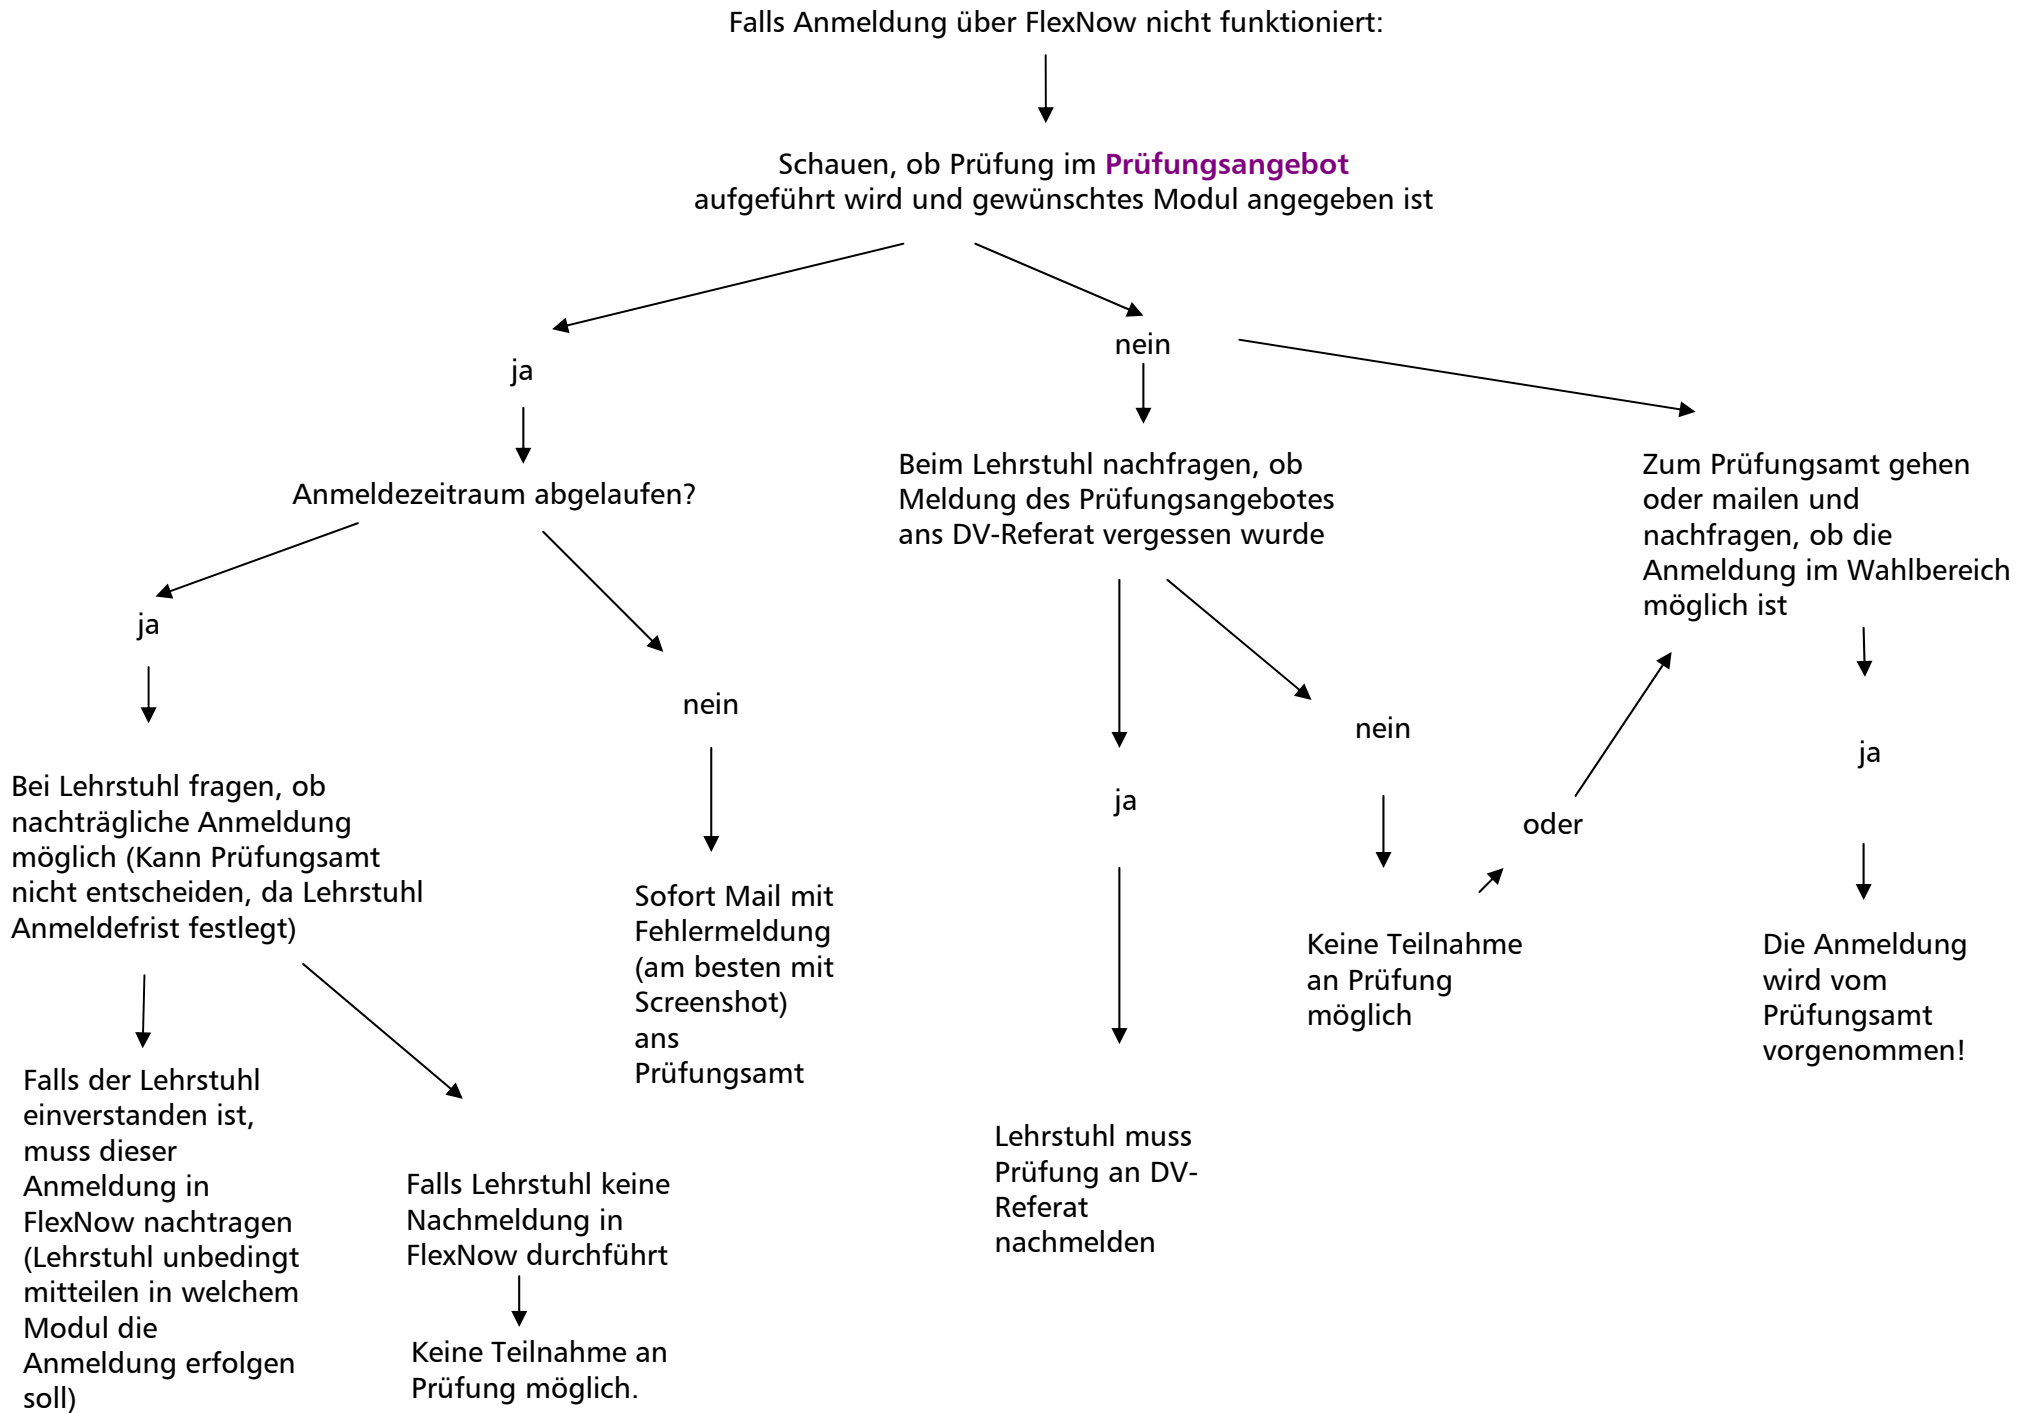 Falls Anmeldung über FlexNow nicht funktioniert:
Schauen, ob Prüfung im Prüfungsangebot
aufgeführt wird und gewünschtes Modul angegeben ist
ja
nein
Anmeldezeitraum abgelaufen?
Beim Lehrstuhl nachfragen, ob
Meldung des Prüfungsangebotes
ans DV-Referat vergessen wurde
Zum Prüfungsamt gehen
oder mailen und
nachfragen, ob die
Anmeldung im Wahlbereich
möglich ist
ja
nein
ja
nein
ja
oder
Bei Lehrstuhl fragen, ob
nachträgliche Anmeldung
möglich (Kann Prüfungsamt
nicht entscheiden, da Lehrstuhl
Anmeldefrist festlegt)
Sofort Mail mit
Fehlermeldung
(am besten mit
Screenshot)
ans
Prüfungsamt
Keine Teilnahme
an Prüfung
möglich
Die Anmeldung
wird vom
Prüfungsamt
vorgenommen!
Falls der Lehrstuhl
einverstanden ist,
muss dieser
Anmeldung in
FlexNow nachtragen
(Lehrstuhl unbedingt
mitteilen in welchem
Modul die
Anmeldung erfolgen
soll)
Falls Lehrstuhl keine
Nachmeldung in
FlexNow durchführt
Keine Teilnahme an
Prüfung möglich.
Lehrstuhl muss
Prüfung an DV-
Referat
nachmelden